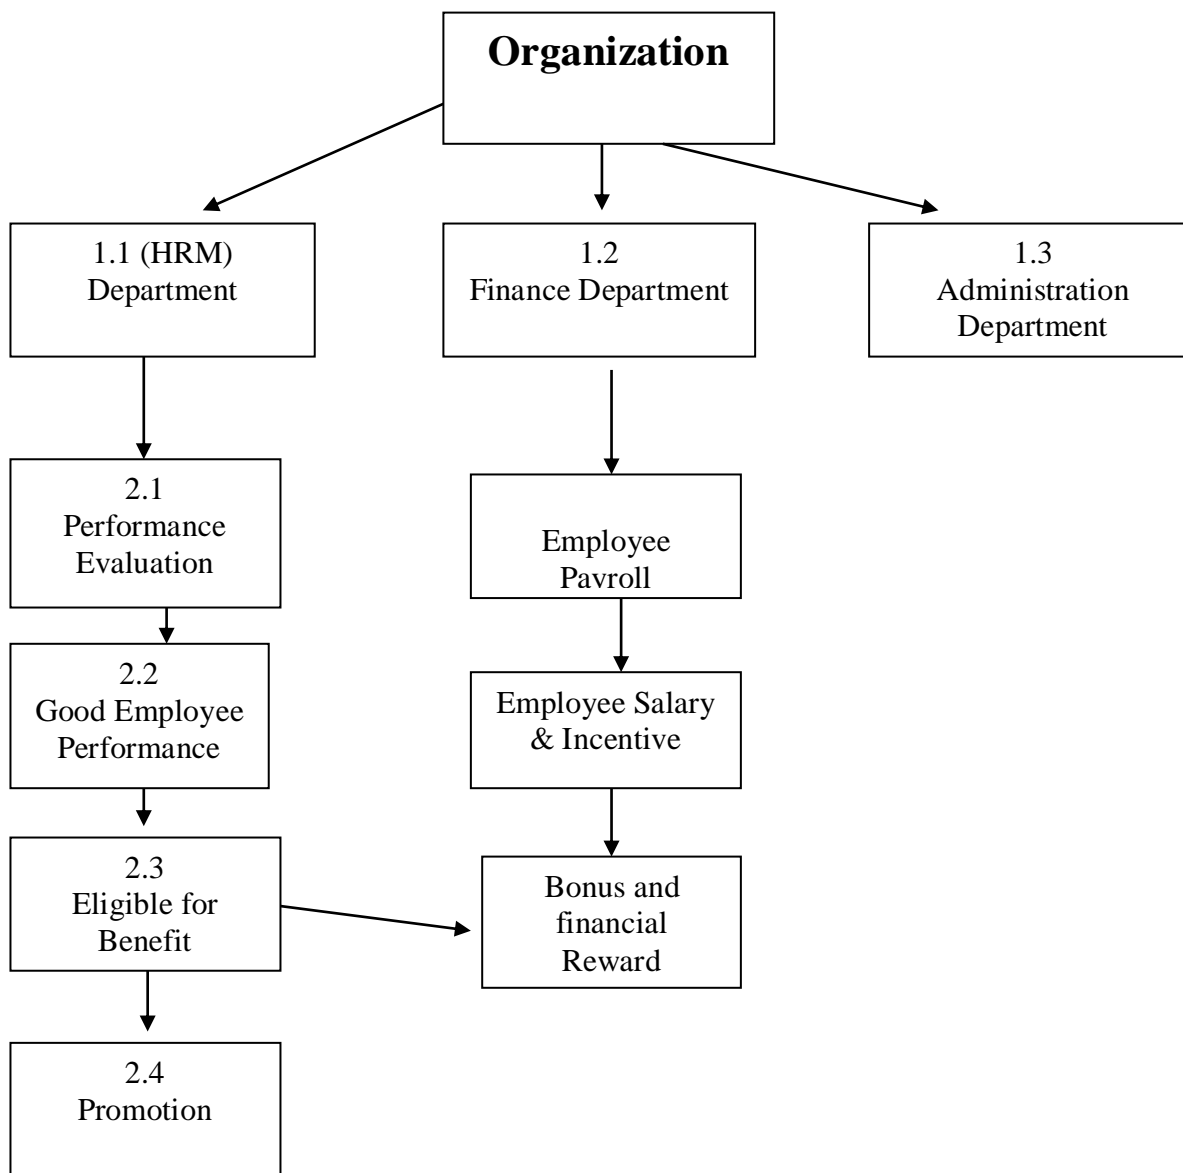 Organization
1.1 (HRM)
Department
1.2
Finance Department
1.3
Administration
Department
2.1
Performance
Evaluation
Employee
Payroll
2.2
Good Employee
Performance
Employee Salary
& Incentive
2.3
Eligible for
Benefit
Bonus and
financial
Reward
2.4
Promotion